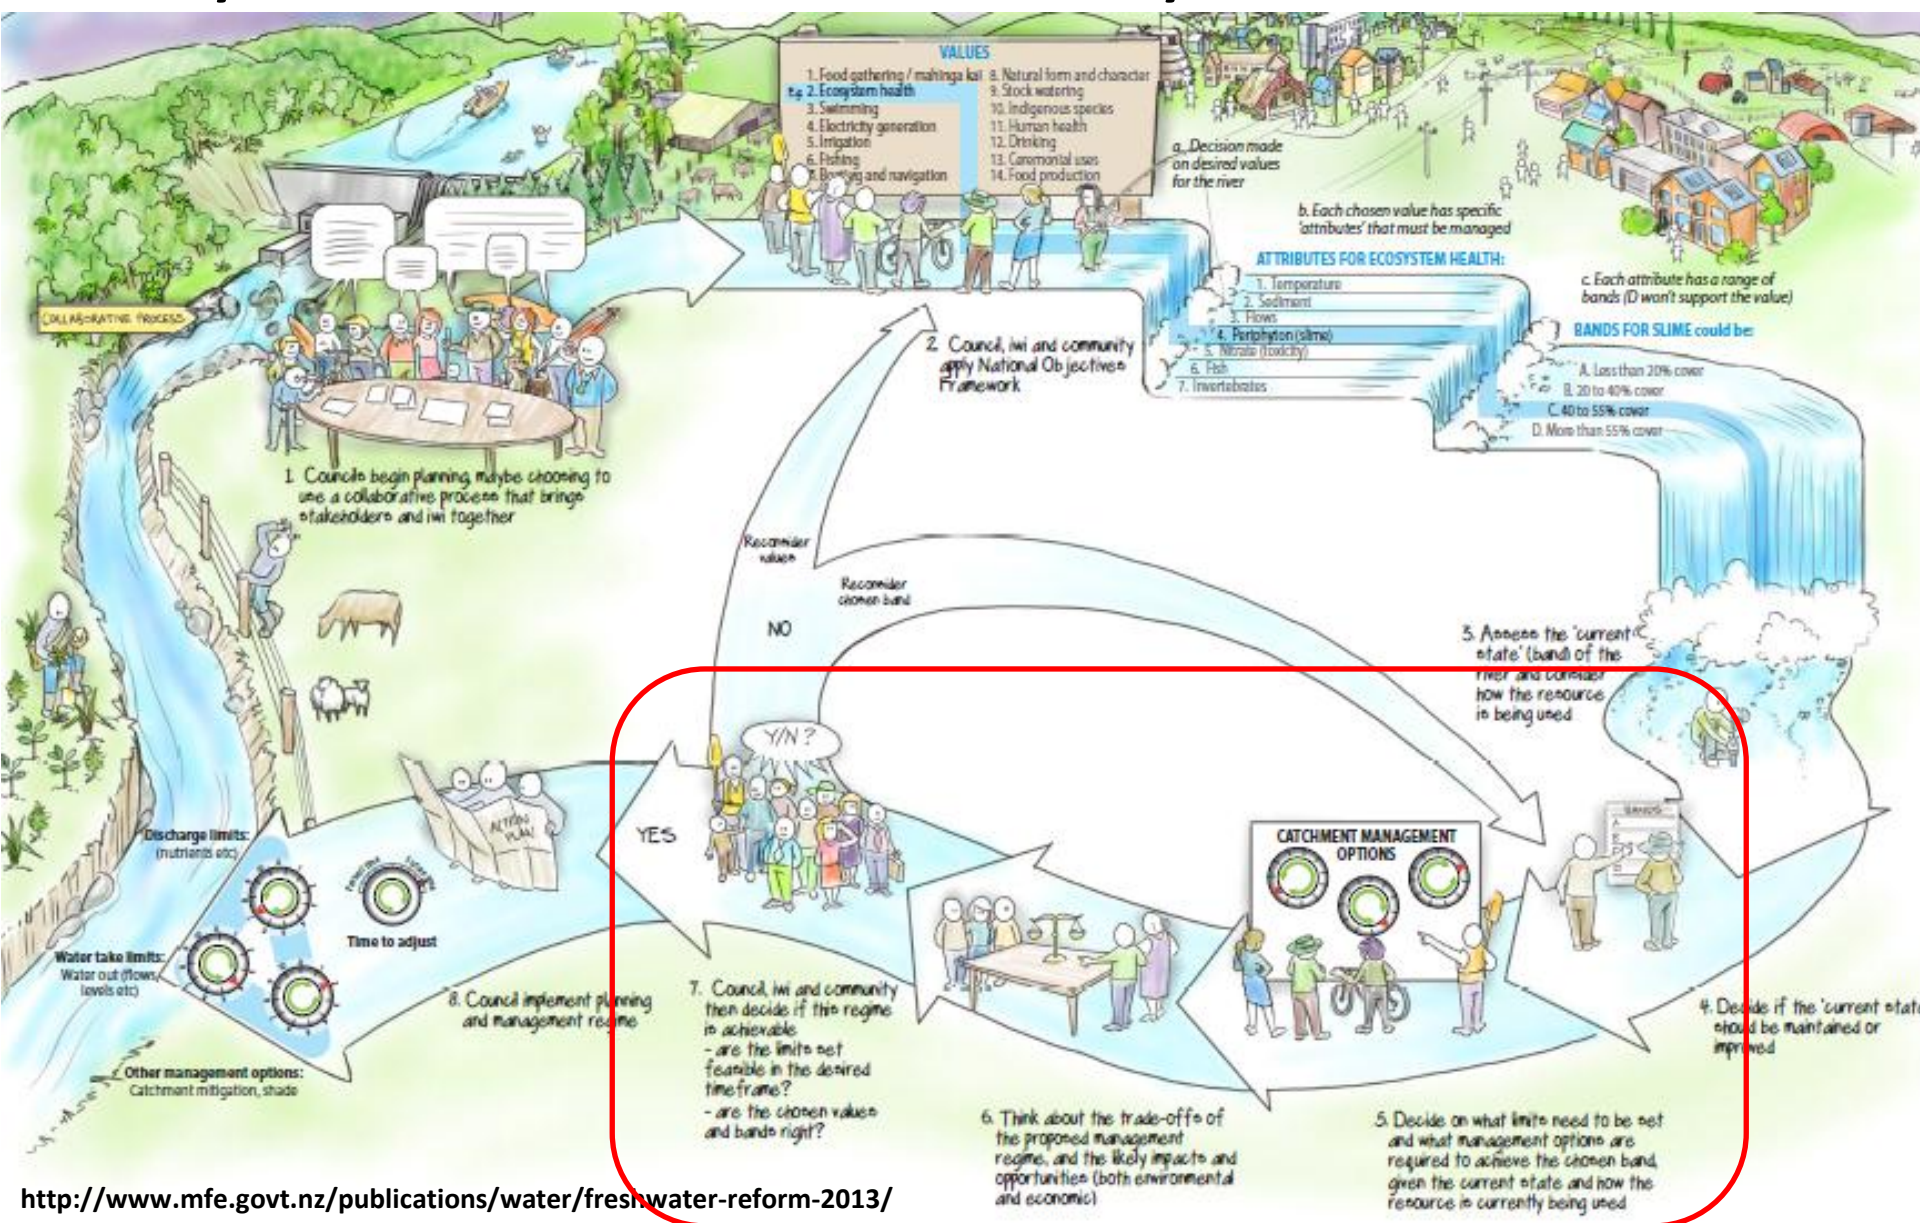 VALUES
1. Food gathering / mahinga kai
e.g. 2. Ecosystem health
3. Swimming
4. Electricity generation
5. Irrigation
6. Fishing
Boating and navigation
8. Natural form and character
9. Stock watering
10. Indigenous species
11. Human health
12. Drinking
13. Ceremonial uses
14. Food production
a. Decision made
on desired values
for the river
b. Each chosen value has specific
'attributes' that must be managed
ATTRIBUTES FOR ECOSYSTEM HEALTH:
1. Temperature
2. Sediment
3. Flows
4. Periphyton (slime)
5. Nitrate (toxicity)
6. Fish
7. Invertebrates
c. Each attribute has a range of
bands (D won't support the value)
BANDS FOR SLIME could be:
A. Less than 20% cover
B. 20 to 40% cover
C. 40 to 55% cover
D. More than 55% cover
COLLABORATIVE PROCESS
1. Councils begin planning, maybe choosing to
use a collaborative process that brings
stakeholders and iwi together
2. Council, iwi and community
apply National Objectives
Framework
Reconsider
values
Reconsider
chosen band
NO
3. Assess the 'current
state' (band) of the
river and consider
how the resource
is being used
BANDS
4. Decide if the 'current state
should be maintained or
improved
CATCHMENT MANAGEMENT
OPTIONS
5. Decide on what limits need to be set
and what management options are
required to achieve the chosen band,
given the current state and how the
resource is currently being used
6. Think about the trade-offs of
the proposed management
regime, and the likely impacts and
opportunities (both environmental
and economic)
Y/N?
YES
7. Council, iwi and community
then decide if this regime
is achievable
- are the limits set
feasible in the desired
timeframe?
- are the chosen values
and bands right?
ACTION
PLAN
8. Council implement planning
and management regime
Time to adjust
Discharge limits:
(nutrients etc)
Water take limits:
Water out (flows,
levels etc)
Other management options:
Catchment mitigation, shade
http://www.mfe.govt.nz/publications/water/freshwater-reform-2013/